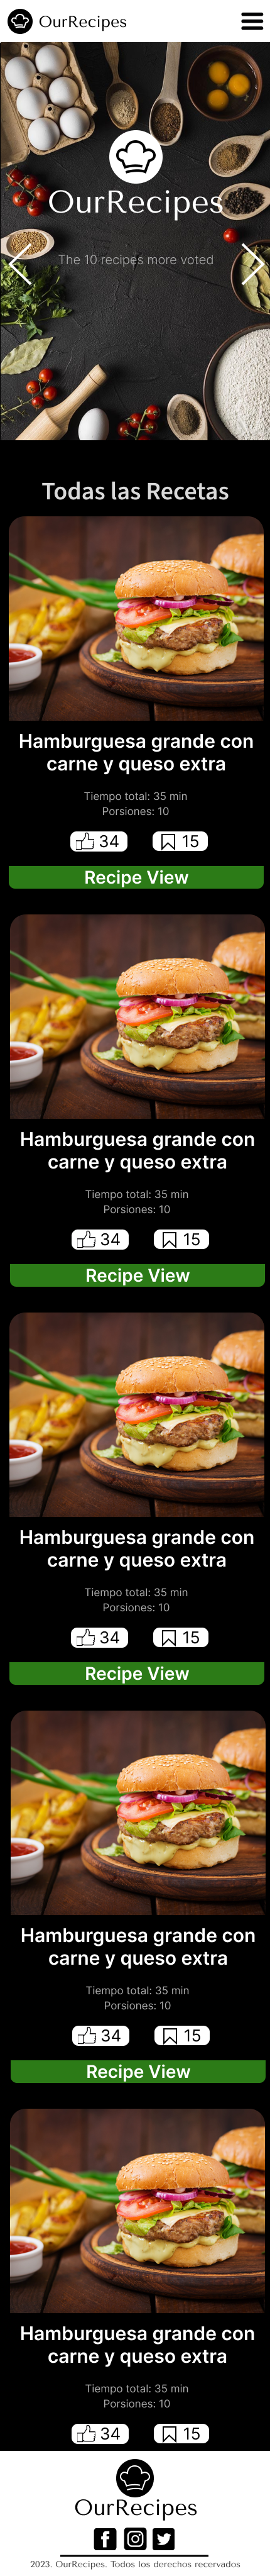 OurRecipes
OurRecipes
The 10 recipes more voted
Todas las Recetas
Hamburguesa grande con
carne y queso extra
Tiempo total: 35 min
Porsiones: 10
34 15
Recipe View
Hamburguesa grande con
carne y queso extra
Tiempo total: 35 min
Porsiones: 10
34 15
Recipe View
Hamburguesa grande con
carne y queso extra
Tiempo total: 35 min
Porsiones: 10
34 15
Recipe View
Hamburguesa grande con
carne y queso extra
Tiempo total: 35 min
Porsiones: 10
34 15
Recipe View
Hamburguesa grande con
carne y queso extra
Tiempo total: 35 min
Porsiones: 10
34 15
OurRecipes
2023. OurRecipes. Todos los derechos recervados